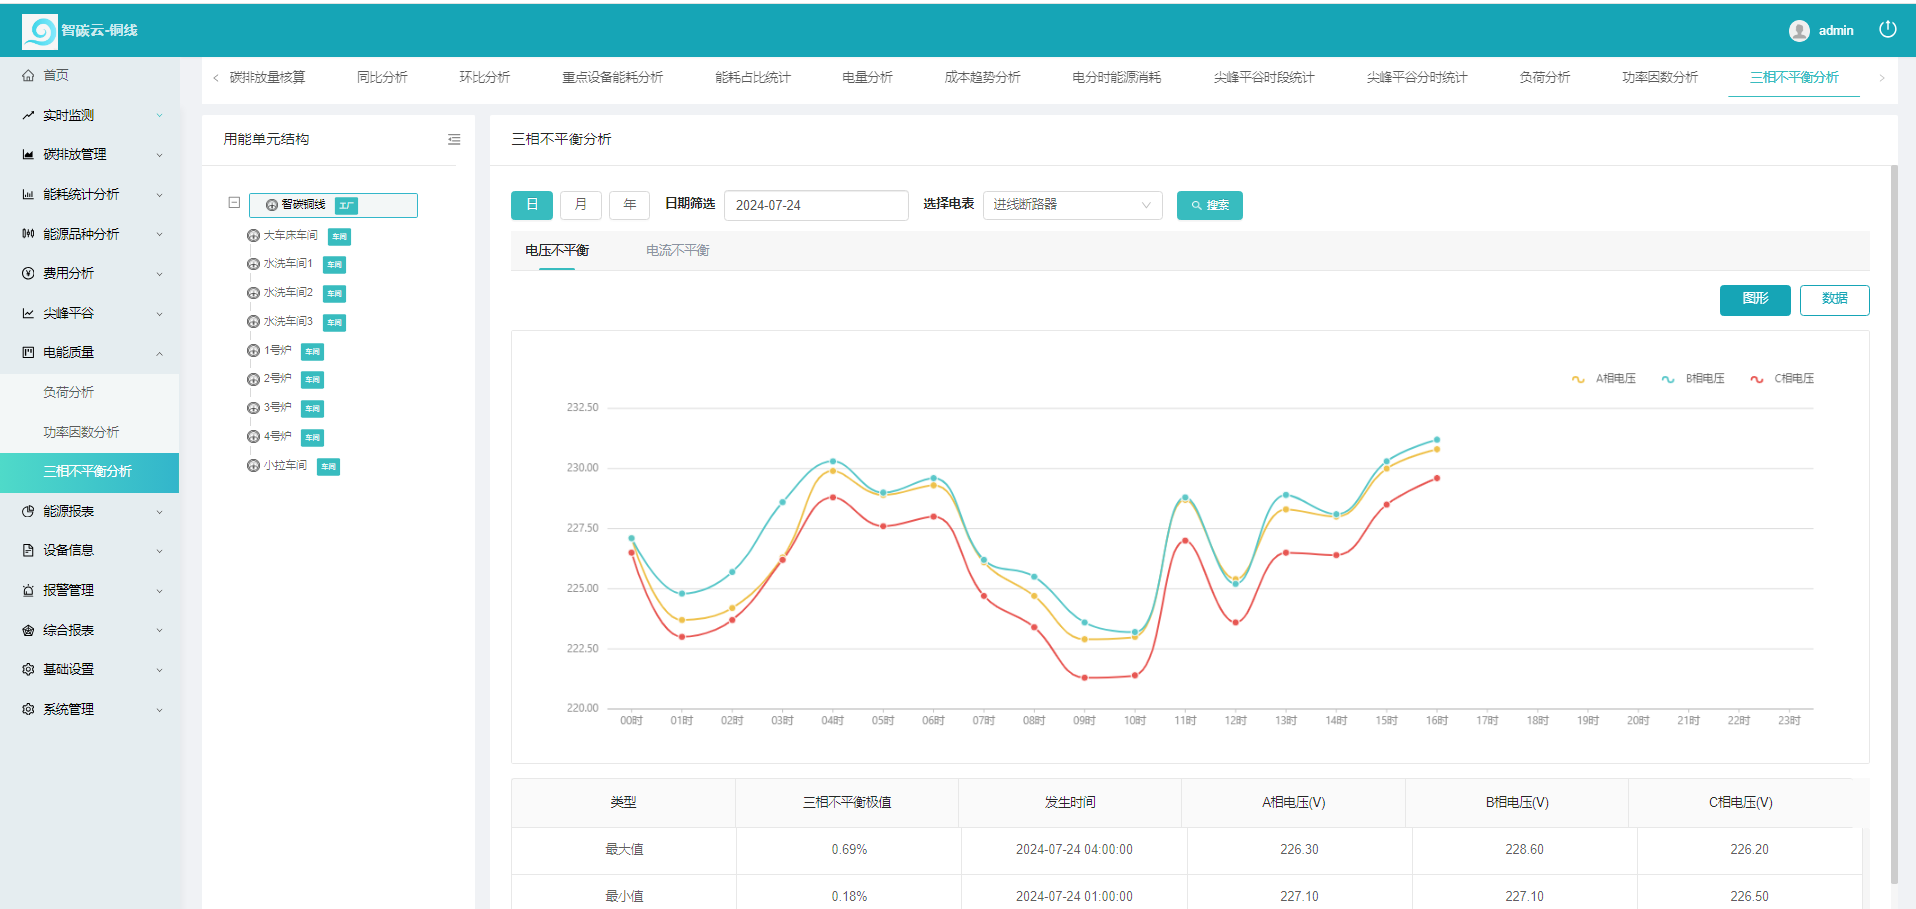 智碳云-铜线
admin
首页
实时监测
碳排放管理
能耗统计分析
能源品种分析
费用分析
尖峰平谷
电能质量
负荷分析
功率因数分析
三相不平衡分析
能源报表
设备信息
报警管理
综合报表
基础设置
系统管理
碳排放量核算 同比分析 环比分析 重点设备能耗分析 能耗占比统计 电量分析 成本趋势分析 电分时能源消耗 尖峰平谷时段统计 尖峰平谷分时统计 负荷分析 功率因数分析 三相不平衡分析
用能单元结构
智碳铜线 工厂
大车床车间 车间
水洗车间1 车间
水洗车间2 车间
水洗车间3 车间
1号炉 车间
2号炉 车间
3号炉 车间
4号炉 车间
小拉车间 车间
三相不平衡分析
日 月 年 日期筛选 2024-07-24 选择电表 进线断路器 搜索
电压不平衡 电流不平衡
图形 数据
A相电压 B相电压 C相电压
232.50
230.00
227.50
225.00
222.50
220.00
00时 01时 02时 03时 04时 05时 06时 07时 08时 09时 10时 11时 12时 13时 14时 15时 16时 17时 18时 19时 20时 21时 22时 23时
类型 三相不平衡极值 发生时间 A相电压(V) B相电压(V) C相电压(V)
最大值 0.69% 2024-07-24 04:00:00 226.30 228.60 226.20
最小值 0.18% 2024-07-24 01:00:00 227.10 227.10 226.50